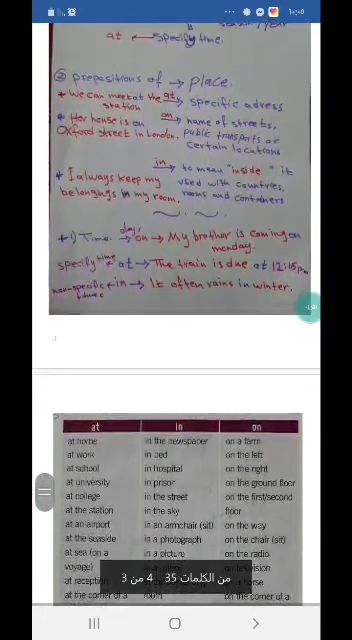 ١٠:٠٥
season/year
at ← specify time.
② prepositions of → place.
* We can meet at the station → at → specific adress
* Her house is on Oxford street in London. → on → name of streets, public transports or certain locations
* I always keep my belongings in my room. → in → to mean "inside" it used with countries, rooms and containers
* 1) Time → days on → My brother is coming on monday.
specify time ← at → The train is due at 12:15 pm
non-specific times ← in → It often rains in winter.
at in on
at home in the newspaper on a farm
at work in bed on the left
at school in hospital on the right
at university in prison on the ground floor
at college in the street on the first/second
at the station in the sky floor
at an airport in an armchair (sit) on the way
at the seaside in a photograph on the chair (sit)
at sea (on a in a picture on the radio
voyage) television
at reception horse
at the corner of a room on the corner of a
4 من 3
35 من الكلمات